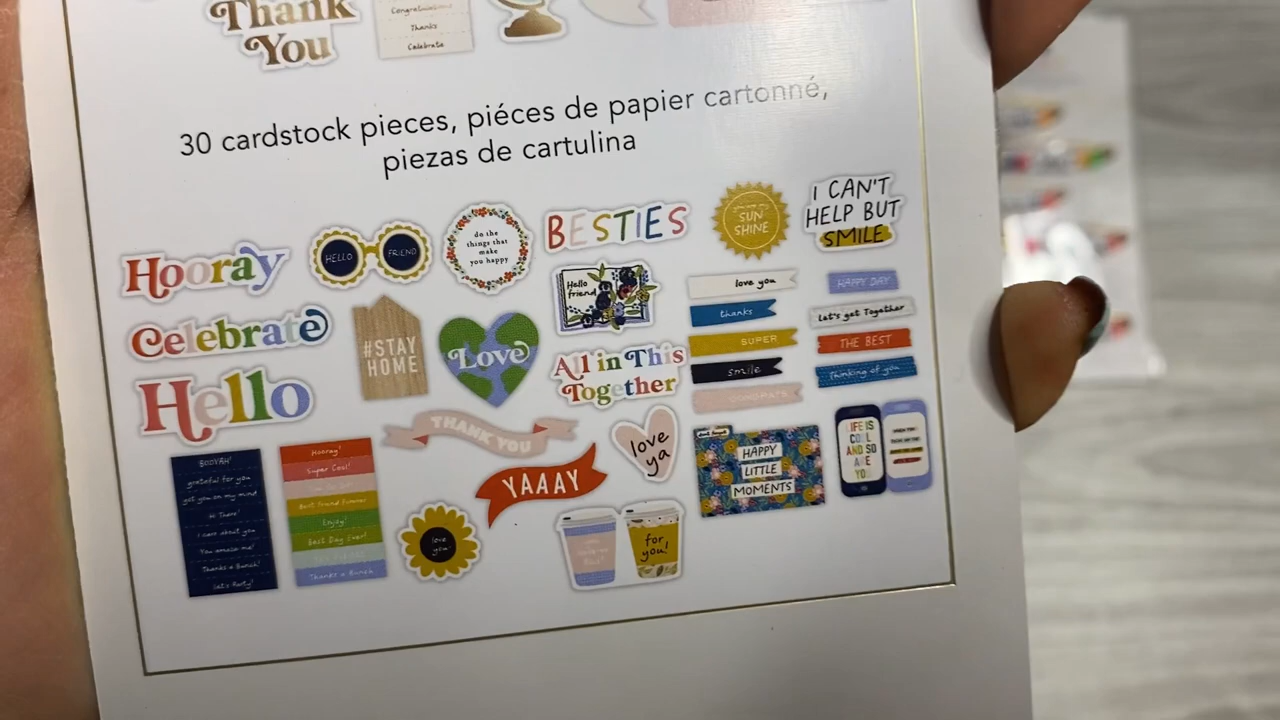 Thank
You
Congratulations
Thanks
Celebrate
30 cardstock pieces, piéces de papier cartonné,
piezas de cartulina
Hooray
HELLO FRIEND
do the
things that
make
you happy
BESTIES
SUN
SHINE
I CAN'T
HELP BUT
SMILE
Celebrate
#STAY
HOME
Love
Hello
friend
love you
thanks
SUPER
smile
CONGRATS
HAPPY DAY
Let's get Together
THE BEST
thinking of you
Hello
All in This
Together
THANK YOU
YAAAY
love
ya
HAPPY
LITTLE
MOMENTS
LIFE IS
COOL
AND SO
ARE
YOU
BOOYAH!
grateful for you
got you on my mind
Hi There!
I care about you
You amaze me!
Thanks a Bunch!
Let's Party!
Hooray!
Super Cool!
Best Friend Forever
Enjoy!
Best Day Ever!
Thanks a Bunch
love
you!
for
you!